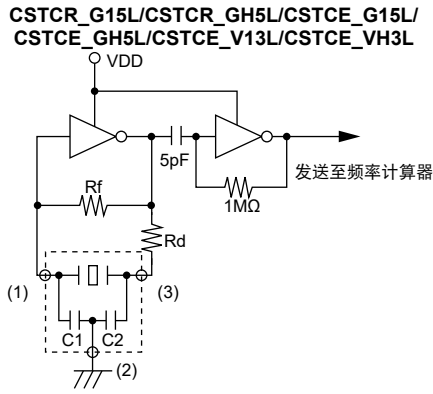 CSTCR_G15L/CSTCR_GH5L/CSTCE_G15L/
CSTCE_GH5L/CSTCE_V13L/CSTCE_VH3L
VDD
5pF
发送至频率计算器
Rf
1MΩ
Rd
(1)
(3)
C1
C2
(2)